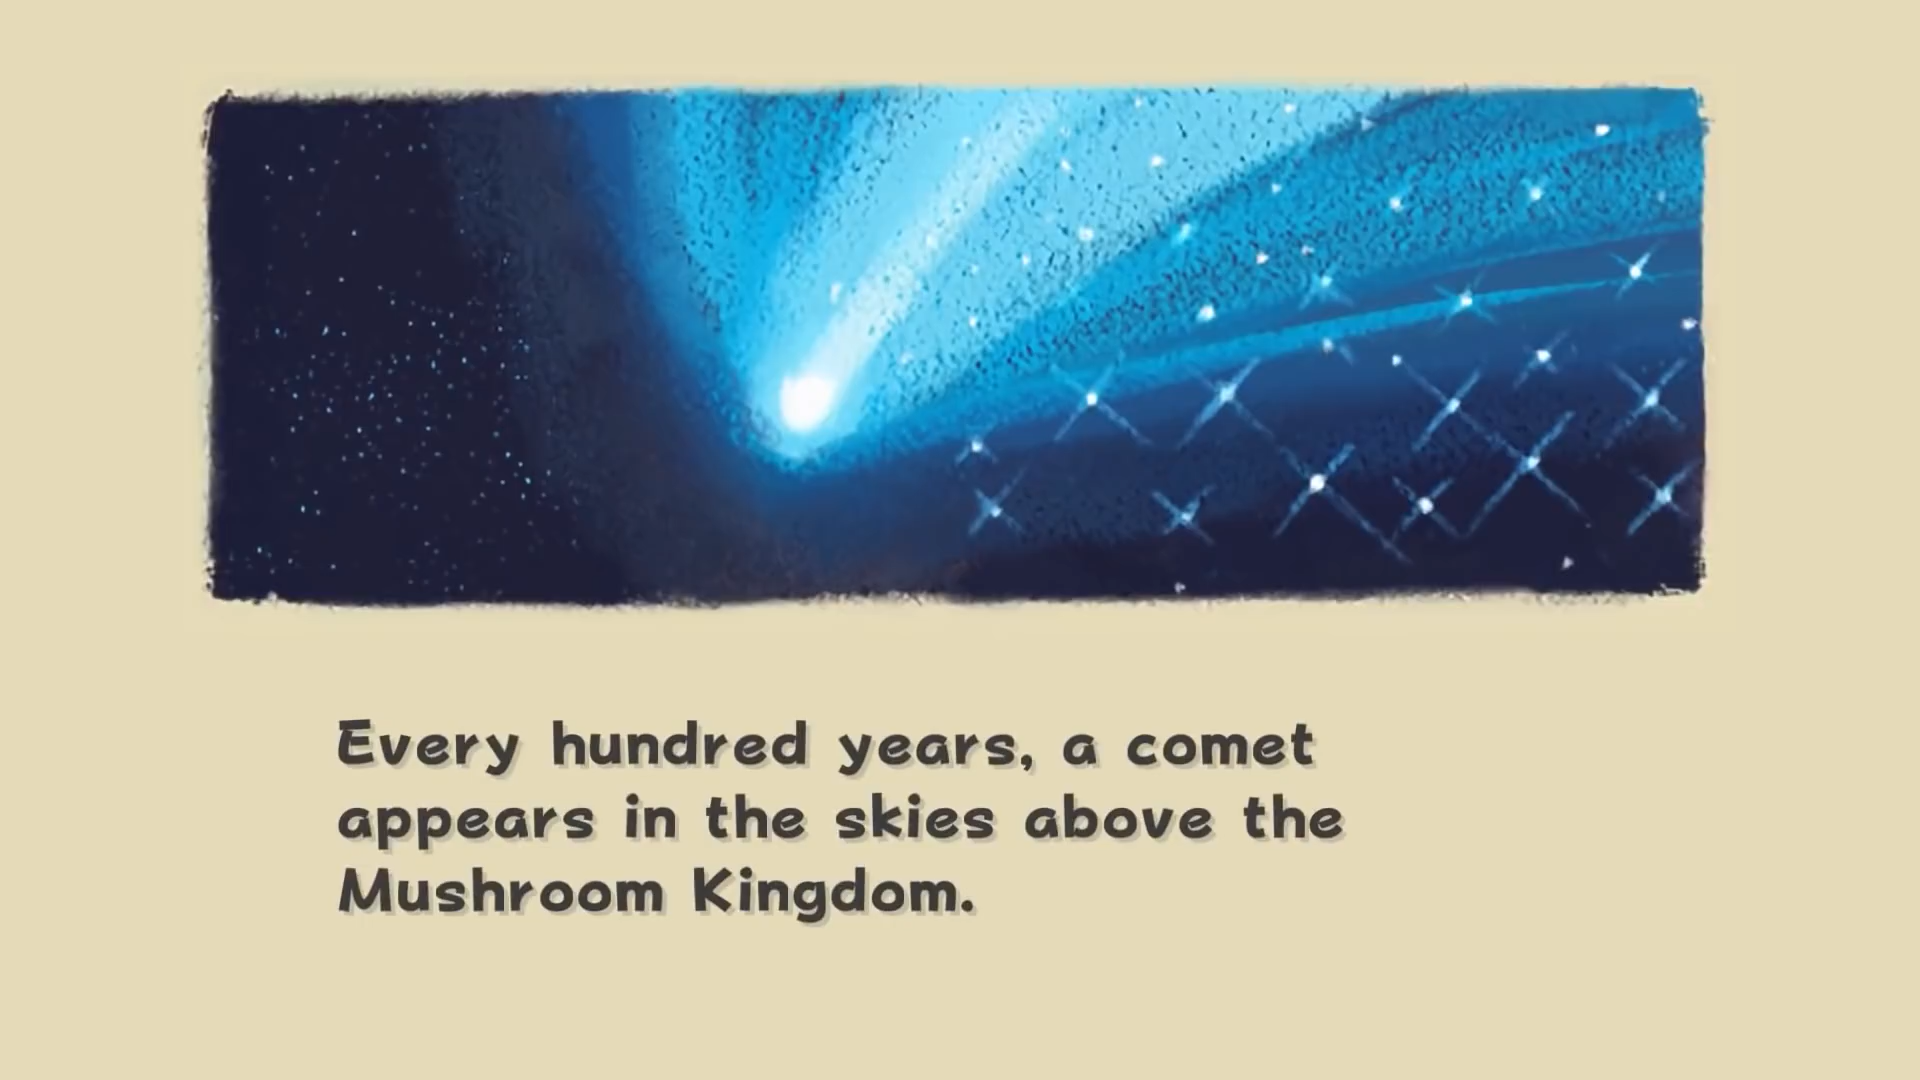 Every hundred years, a comet
appears in the skies above the
Mushroom Kingdom.